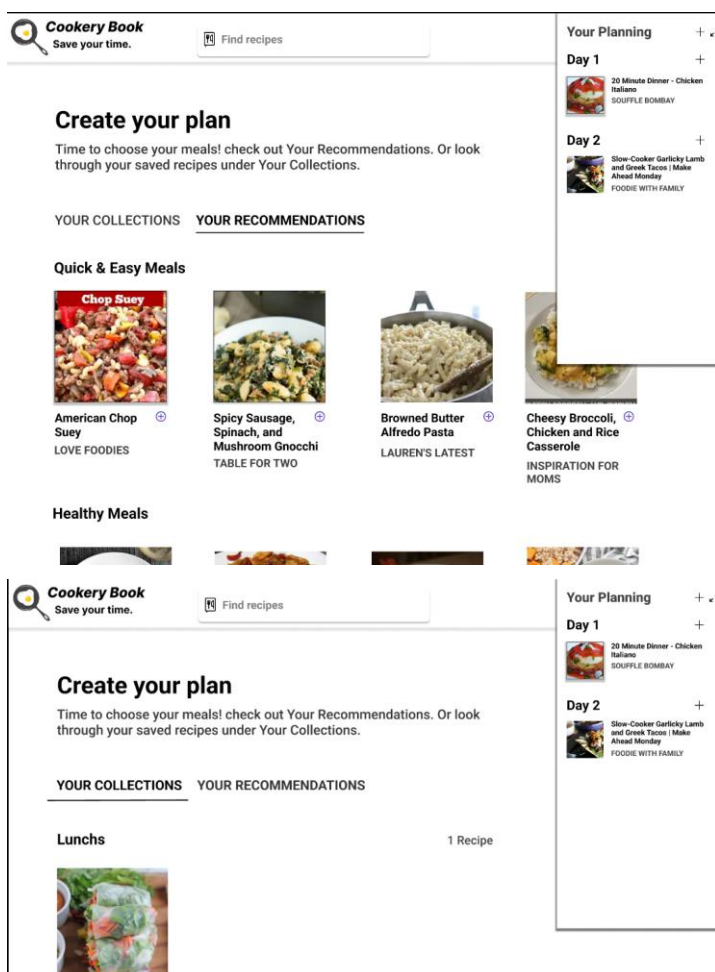 Cookery Book
Save your time.
Find recipes
Your Planning
Day 1
20 Minute Dinner - Chicken
Italiano
SOUFFLE BOMBAY
Day 2
Slow-Cooker Garlicky Lamb
and Greek Tacos | Make
Ahead Monday
FOODIE WITH FAMILY
Create your plan
Time to choose your meals! check out Your Recommendations. Or look
through your saved recipes under Your Collections.
YOUR COLLECTIONS YOUR RECOMMENDATIONS
Quick & Easy Meals
Chop Suey
American Chop
Suey
LOVE FOODIES
Spicy Sausage,
Spinach, and
Mushroom Gnocchi
TABLE FOR TWO
Browned Butter
Alfredo Pasta
LAUREN'S LATEST
Cheesy Broccoli,
Chicken and Rice
Casserole
INSPIRATION FOR
MOMS
Healthy Meals
Cookery Book
Save your time.
Find recipes
Your Planning
Day 1
20 Minute Dinner - Chicken
Italiano
SOUFFLE BOMBAY
Day 2
Slow-Cooker Garlicky Lamb
and Greek Tacos | Make
Ahead Monday
FOODIE WITH FAMILY
Create your plan
Time to choose your meals! check out Your Recommendations. Or look
through your saved recipes under Your Collections.
YOUR COLLECTIONS YOUR RECOMMENDATIONS
Lunchs
1 Recipe